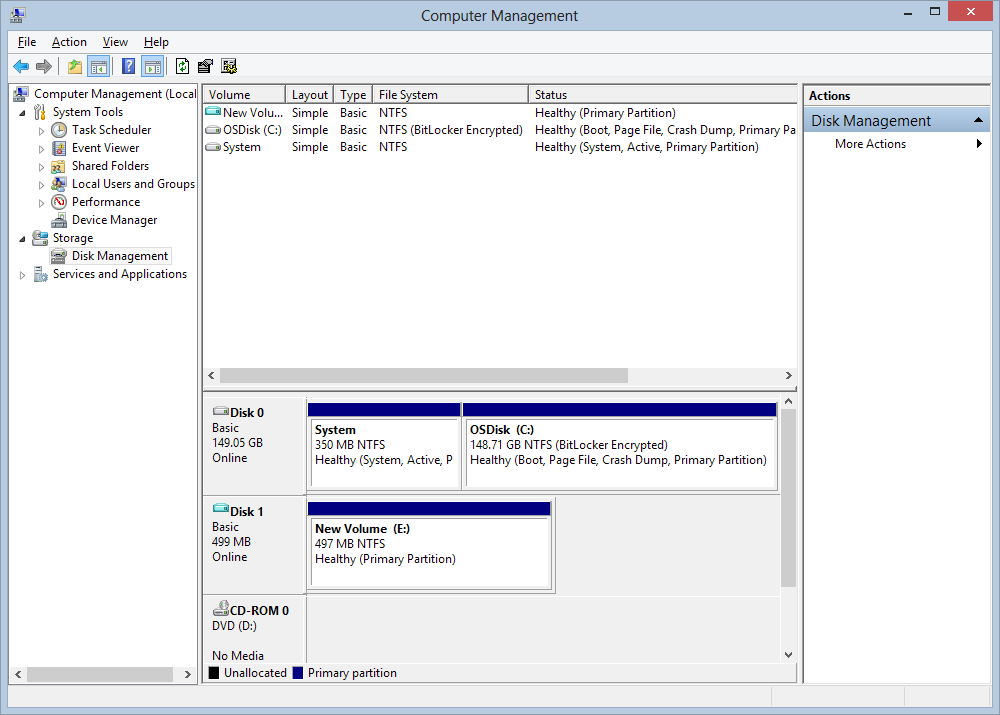 Computer Management
File Action View Help
Computer Management (Local
System Tools
Task Scheduler
Event Viewer
Shared Folders
Local Users and Groups
Performance
Device Manager
Storage
Disk Management
Services and Applications
Volume Layout Type File System Status
New Volu... Simple Basic NTFS Healthy (Primary Partition)
OSDisk (C:) Simple Basic NTFS (BitLocker Encrypted) Healthy (Boot, Page File, Crash Dump, Primary Pa
System Simple Basic NTFS Healthy (System, Active, Primary Partition)
Disk 0
Basic
149.05 GB
Online
System
350 MB NTFS
Healthy (System, Active, P
OSDisk (C:)
148.71 GB NTFS (BitLocker Encrypted)
Healthy (Boot, Page File, Crash Dump, Primary Partition)
Disk 1
Basic
499 MB
Online
New Volume (E:)
497 MB NTFS
Healthy (Primary Partition)
CD-ROM 0
DVD (D:)
No Media
Unallocated Primary partition
Actions
Disk Management
More Actions